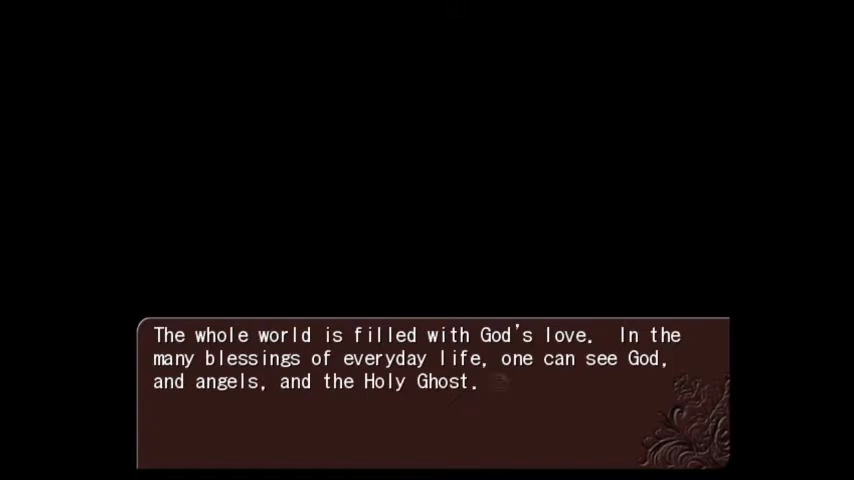 The whole world is filled with God's love.  In the
many blessings of everyday life, one can see God,
and angels, and the Holy Ghost.